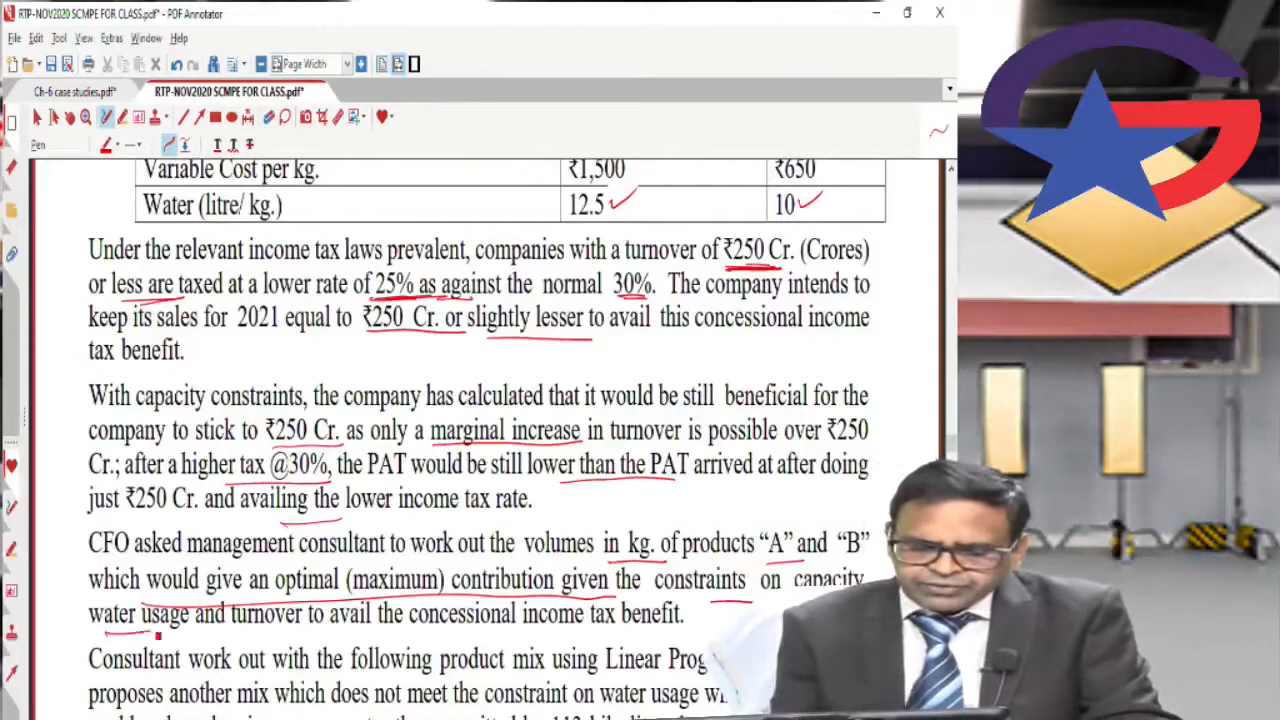 RTP-NOV2020 SCMPE FOR CLASS.pdf* - PDF Annotator
File Edit Tool View Extras Window Help
Page Width
Ch-6 case studies.pdf* RTP-NOV2020 SCMPE FOR CLASS.pdf*
Pen
Variable Cost per kg. ₹1,500 ₹650
Water (litre/ kg.) 12.5 10
Under the relevant income tax laws prevalent, companies with a turnover of ₹250 Cr. (Crores)
or less are taxed at a lower rate of 25% as against the normal 30%. The company intends to
keep its sales for 2021 equal to ₹250 Cr. or slightly lesser to avail this concessional income
tax benefit.
With capacity constraints, the company has calculated that it would be still beneficial for the
company to stick to ₹250 Cr. as only a marginal increase in turnover is possible over ₹250
Cr.; after a higher tax @30%, the PAT would be still lower than the PAT arrived at after doing
just ₹250 Cr. and availing the lower income tax rate.
CFO asked management consultant to work out the volumes in kg. of products “A” and “B”
which would give an optimal (maximum) contribution given the constraints on capacity,
water usage and turnover to avail the concessional income tax benefit.
Consultant work out with the following product mix using Linear Prog
proposes another mix which does not meet the constraint on water usage